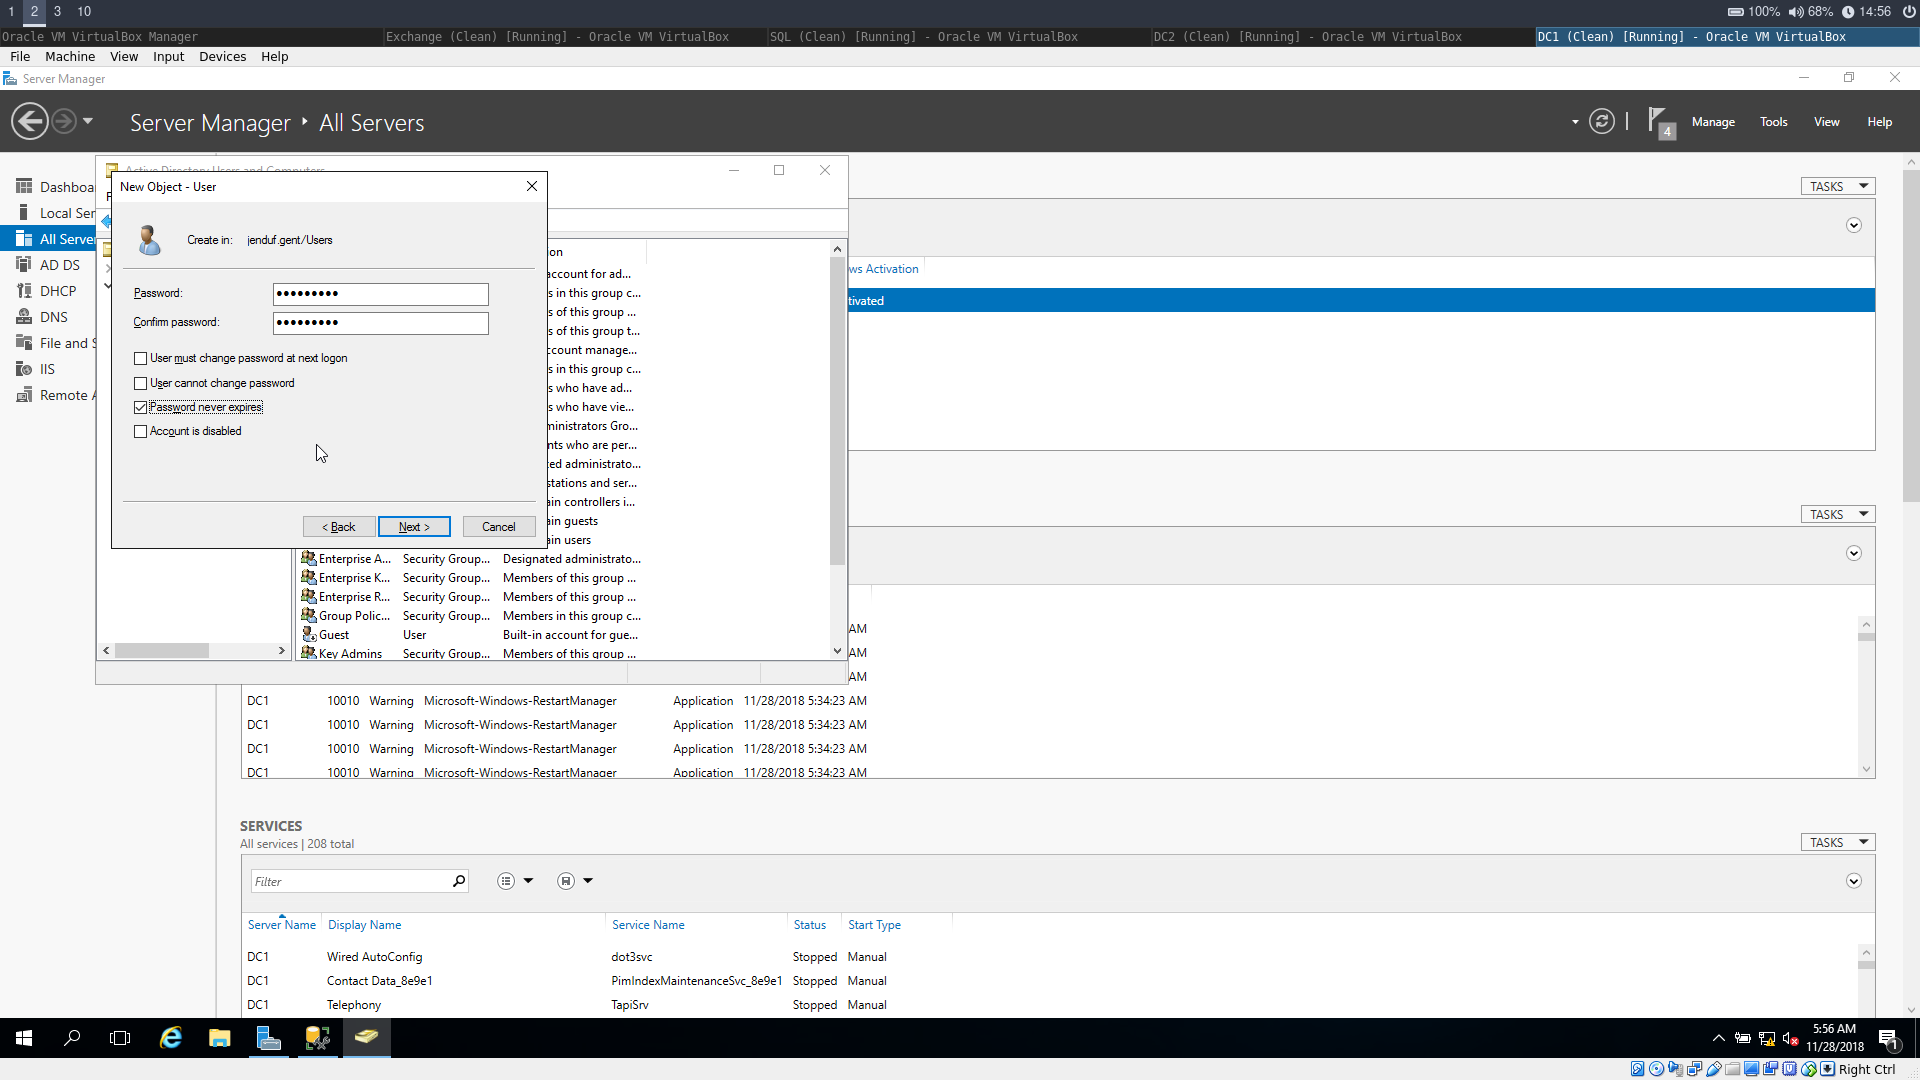 1 2 3 10
100% 68% 14:56
Oracle VM VirtualBox Manager
Exchange (Clean) [Running] - Oracle VM VirtualBox
SQL (Clean) [Running] - Oracle VM VirtualBox
DC2 (Clean) [Running] - Oracle VM VirtualBox
DC1 (Clean) [Running] - Oracle VM VirtualBox
File Machine View Input Devices Help
Server Manager
Server Manager ‣ All Servers
4
Manage Tools View Help
Dashboa
Local Ser
All Serve
AD DS
DHCP
DNS
File and S
IIS
Remote A
Active Directory Users and Computers
New Object - User
Create in: jenduf.gent/Users
Password: •••••••••
Confirm password: •••••••••
User must change password at next logon
User cannot change password
Password never expires
Account is disabled
< Back
Next >
Cancel
on
account for ad...
s in this group c...
s of this group ...
s of this group t...
ccount manage...
s in this group c...
s who have ad...
s who have vie...
ministrators Gro...
nts who are per...
ed administrato...
stations and ser...
ain controllers i...
ain guests
ain users
Enterprise A... Security Group... Designated administrato...
Enterprise K... Security Group... Members of this group ...
Enterprise R... Security Group... Members of this group ...
Group Polic... Security Group... Members in this group c...
Guest User Built-in account for gue...
Key Admins Security Group... Members of this group ...
TASKS
ws Activation
tivated
TASKS
AM
AM
AM
DC1 10010 Warning Microsoft-Windows-RestartManager Application 11/28/2018 5:34:23 AM
DC1 10010 Warning Microsoft-Windows-RestartManager Application 11/28/2018 5:34:23 AM
DC1 10010 Warning Microsoft-Windows-RestartManager Application 11/28/2018 5:34:23 AM
DC1 10010 Warning Microsoft-Windows-RestartManager Application 11/28/2018 5:34:23 AM
SERVICES
All services | 208 total
TASKS
Filter
Server Name Display Name Service Name Status Start Type
DC1 Wired AutoConfig dot3svc Stopped Manual
DC1 Contact Data_8e9e1 PimIndexMaintenanceSvc_8e9e1 Stopped Manual
DC1 Telephony TapiSrv Stopped Manual
5:56 AM
11/28/2018
1
Right Ctrl